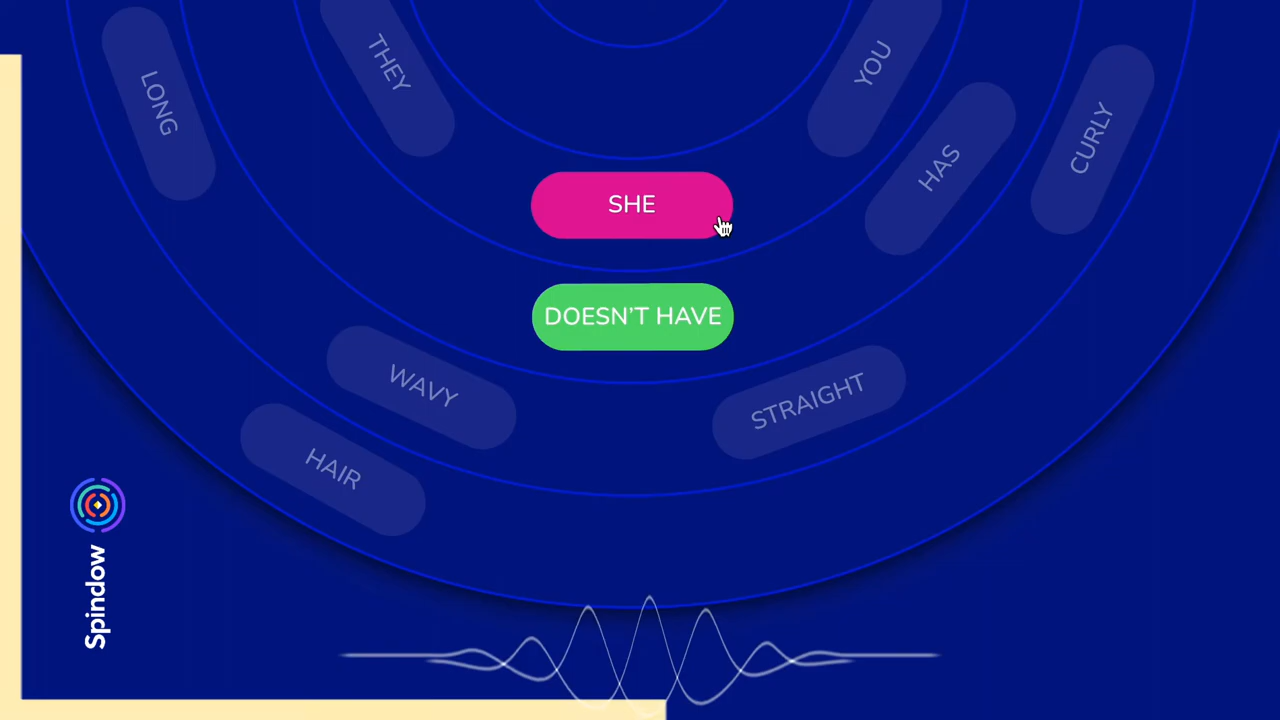 THEY
YOU
LONG
CURLY
HAS
SHE
DOESN'T HAVE
WAVY
STRAIGHT
HAIR
Spindow